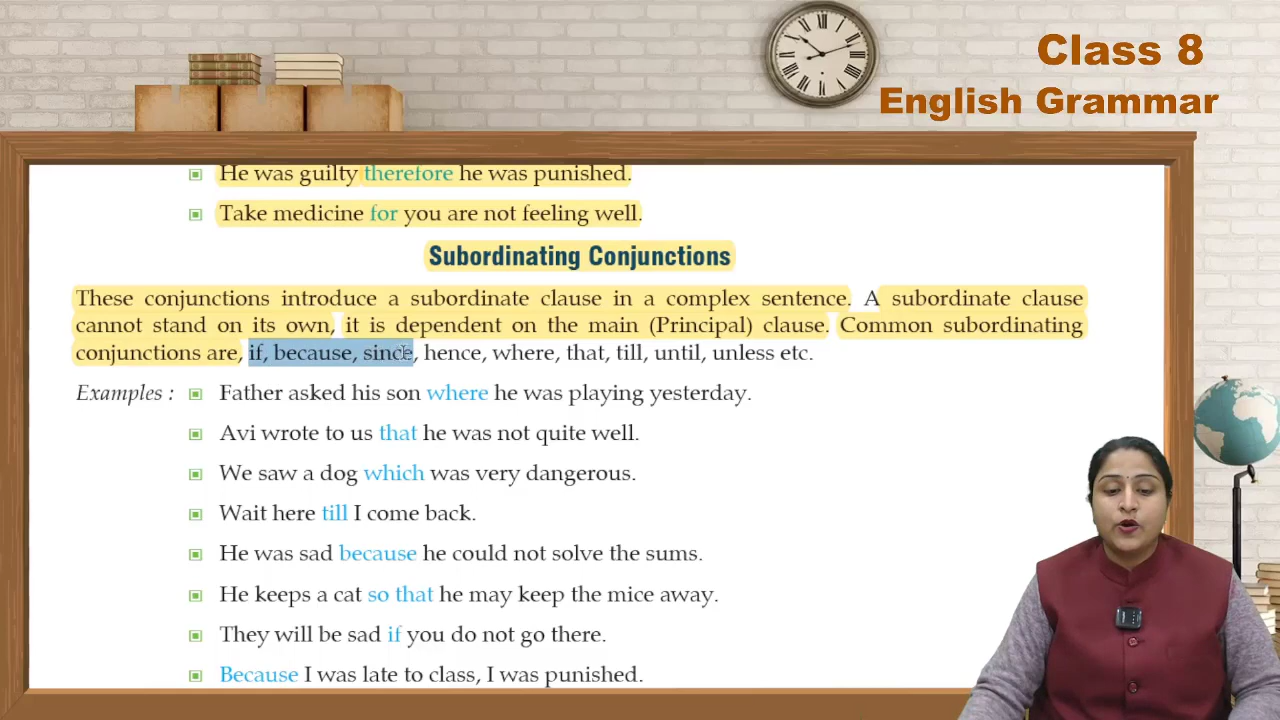 Class 8
English Grammar
He was guilty therefore he was punished.
Take medicine for you are not feeling well.
Subordinating Conjunctions
These conjunctions introduce a subordinate clause in a complex sentence. A subordinate clause
cannot stand on its own, it is dependent on the main (Principal) clause. Common subordinating
conjunctions are, if, because, since, hence, where, that, till, until, unless etc.
Examples : Father asked his son where he was playing yesterday.
Avi wrote to us that he was not quite well.
We saw a dog which was very dangerous.
Wait here till I come back.
He was sad because he could not solve the sums.
He keeps a cat so that he may keep the mice away.
They will be sad if you do not go there.
Because I was late to class, I was punished.